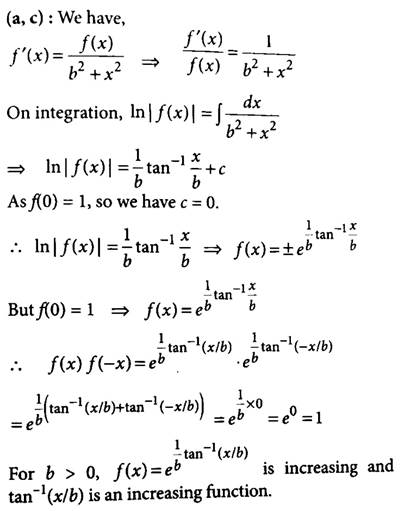 (a, c) : We have,
f′(x) = f(x)/(b² + x²) ⇒ f′(x)/f(x) = 1/(b² + x²)
On integration, ln| f(x)| = ∫ dx/(b² + x²)
⇒ ln| f(x)| = (1/b) tan⁻¹ (x/b) + c
As f(0) = 1, so we have c = 0.
∴ ln| f(x)| = (1/b) tan⁻¹ (x/b) ⇒ f(x) = ±e^((1/b) tan⁻¹ (x/b))
But f(0) = 1 ⇒ f(x) = e^((1/b) tan⁻¹ (x/b))
∴ f(x) f(−x) = e^((1/b) tan⁻¹(x/b)) · e^((1/b) tan⁻¹(−x/b))
= e^((1/b)(tan⁻¹(x/b)+tan⁻¹(−x/b))) = e^((1/b)×0) = e⁰ = 1
For b > 0, f(x) = e^((1/b) tan⁻¹(x/b)) is increasing and
tan⁻¹(x/b) is an increasing function.